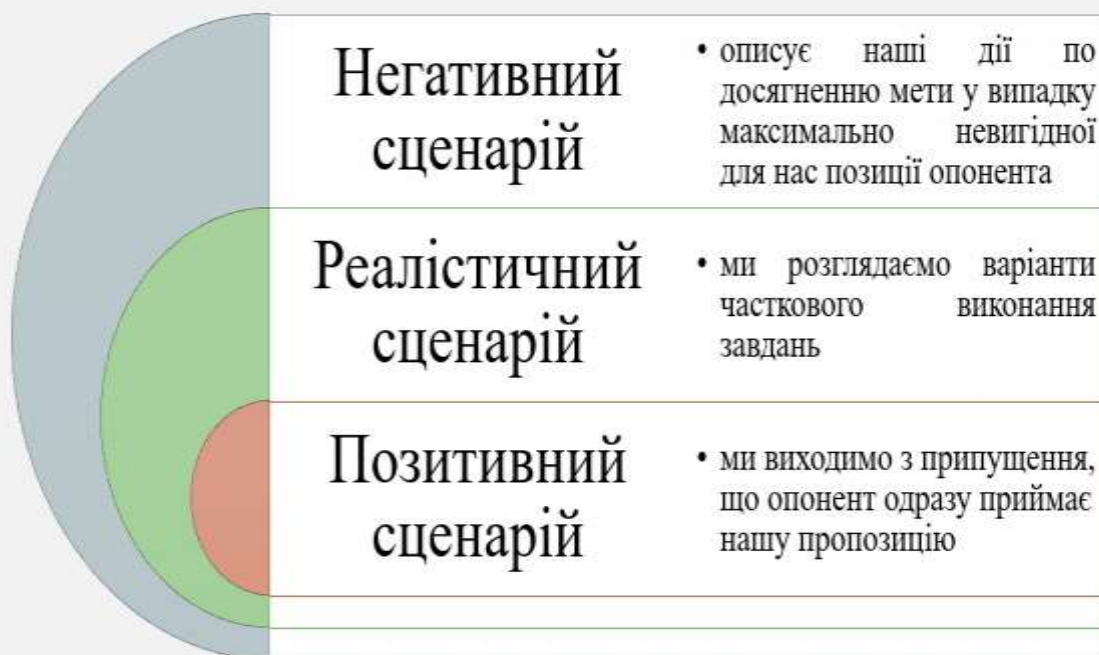 Негативний
сценарій
• описує наші дії по
досягненню мети у випадку
максимально невигідної
для нас позиції опонента
Реалістичний
сценарій
• ми розглядаємо варіанти
часткового виконання
завдань
Позитивний
сценарій
• ми виходимо з припущення,
що опонент одразу приймає
нашу пропозицію